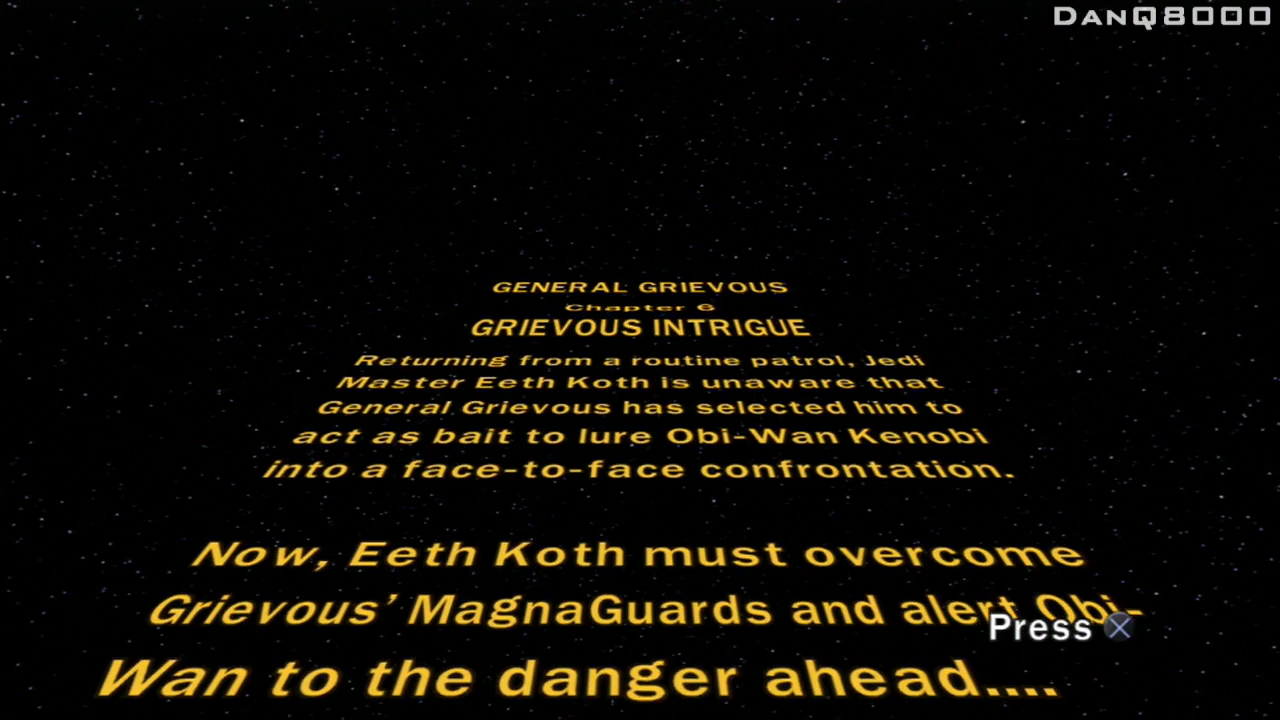 DanQ8000
GENERAL GRIEVOUS
Chapter 6
GRIEVOUS INTRIGUE
Returning from a routine patrol, Jedi
Master Eeth Koth is unaware that
General Grievous has selected him to
act as bait to lure Obi-Wan Kenobi
into a face-to-face confrontation.
Now, Eeth Koth must overcome
Grievous’ MagnaGuards and alert Obi-
Press
Wan to the danger ahead....